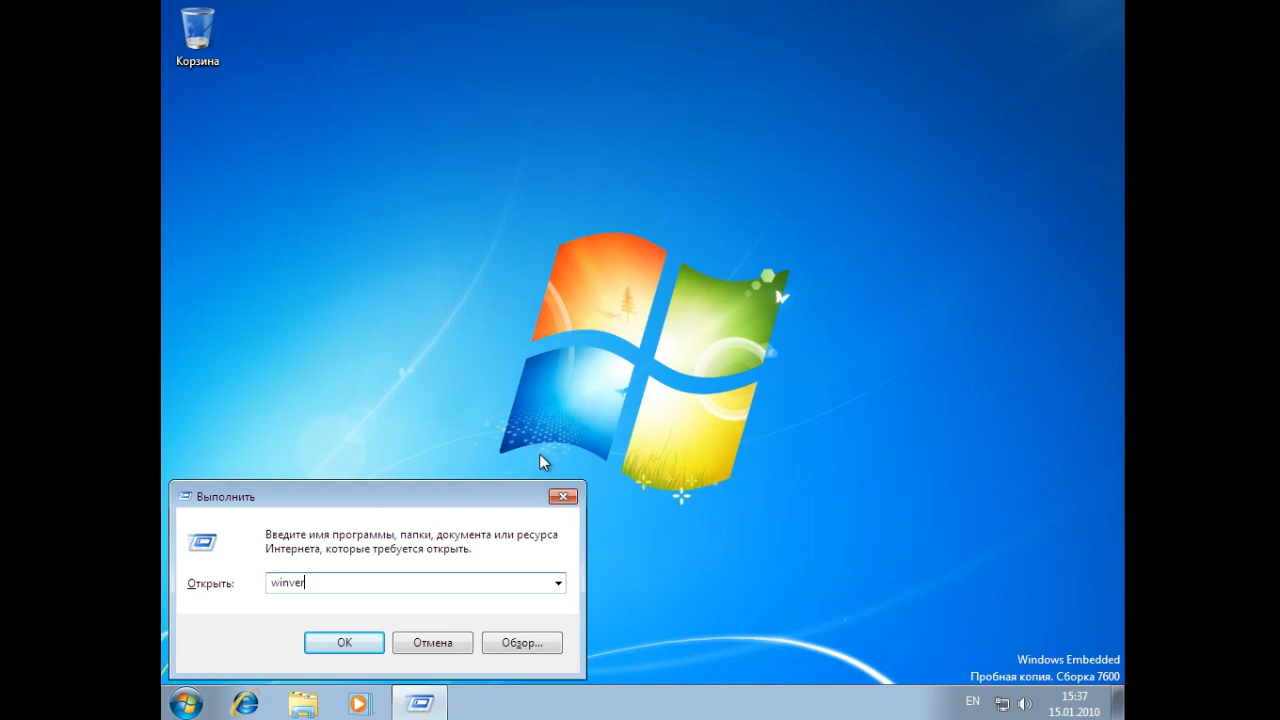 Корзина
Выполнить
Введите имя программы, папки, документа или ресурса
Интернета, которые требуется открыть.
Открыть:
winver
ОК
Отмена
Обзор...
Windows Embedded
Пробная копия. Сборка 7600
EN
15:37
15.01.2010